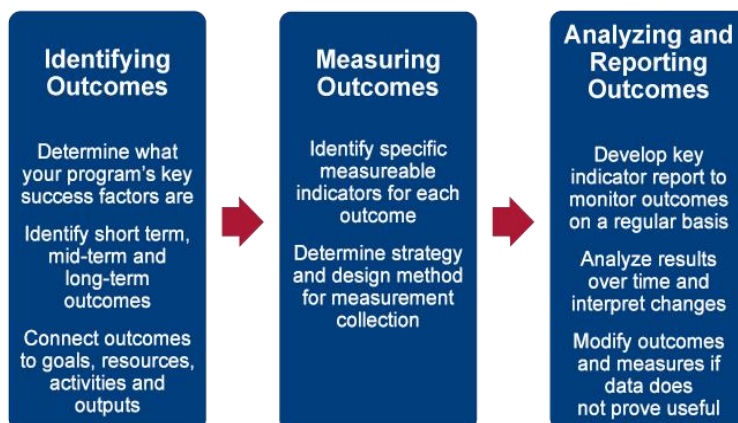 Identifying
Outcomes
Determine what
your program's key
success factors are
Identify short term,
mid-term and
long-term
outcomes
Connect outcomes
to goals, resources,
activities and
outputs
Measuring
Outcomes
Identify specific
measureable
indicators for each
outcome
Determine strategy
and design method
for measurement
collection
Analyzing and
Reporting
Outcomes
Develop key
indicator report to
monitor outcomes
on a regular basis
Analyze results
over time and
interpret changes
Modify outcomes
and measures if
data does
not prove useful